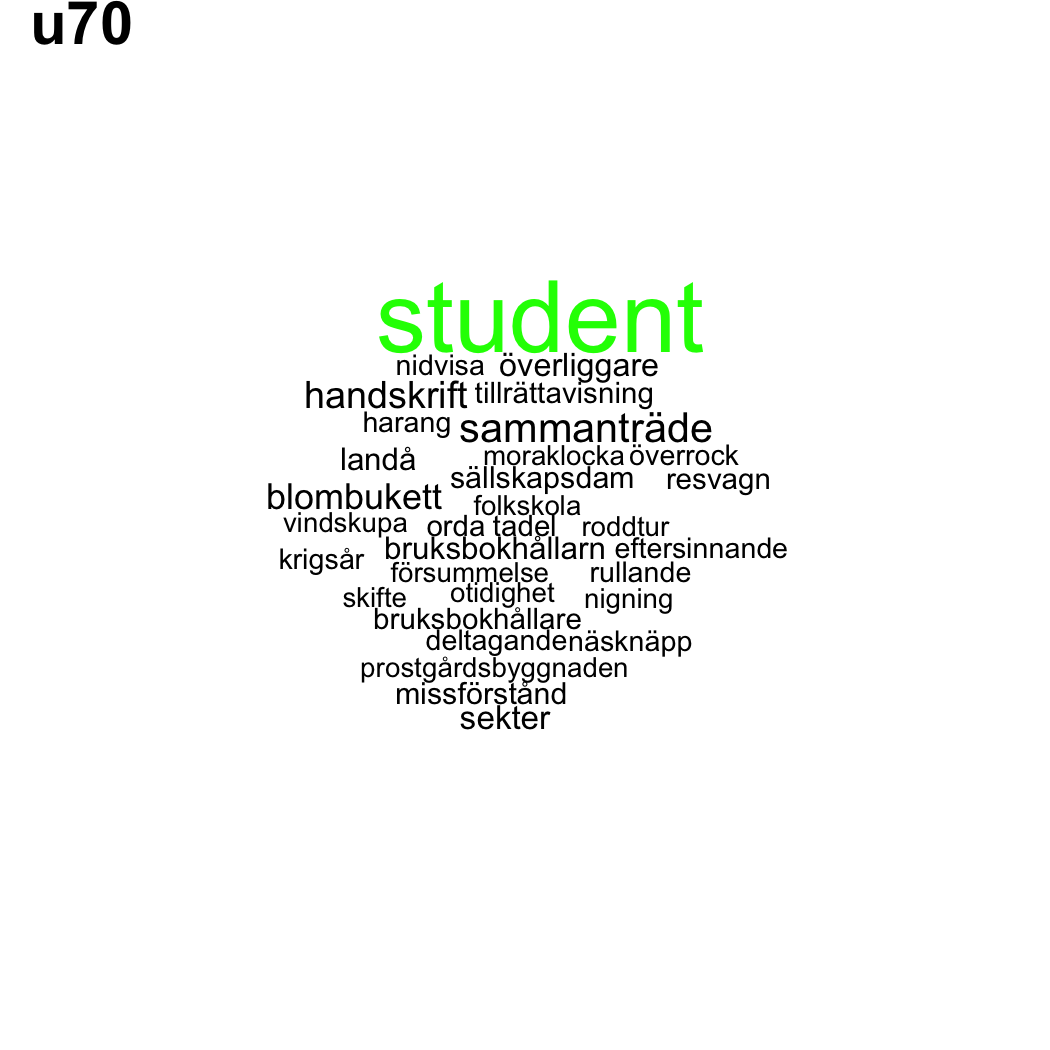 u70
student
nidvisa överliggare
handskrift tillrättavisning
harang sammanträde
landå moraklocka överrock
sällskapsdam resvagn
blombukett folkskola
vindskupa orda tadel roddtur
krigsår bruksbokhållarn eftersinnande
försummelse rullande
skifte otidighet nigning
bruksbokhållare
deltagande näsknäpp
prostgårdsbyggnaden
missförstånd
sekter